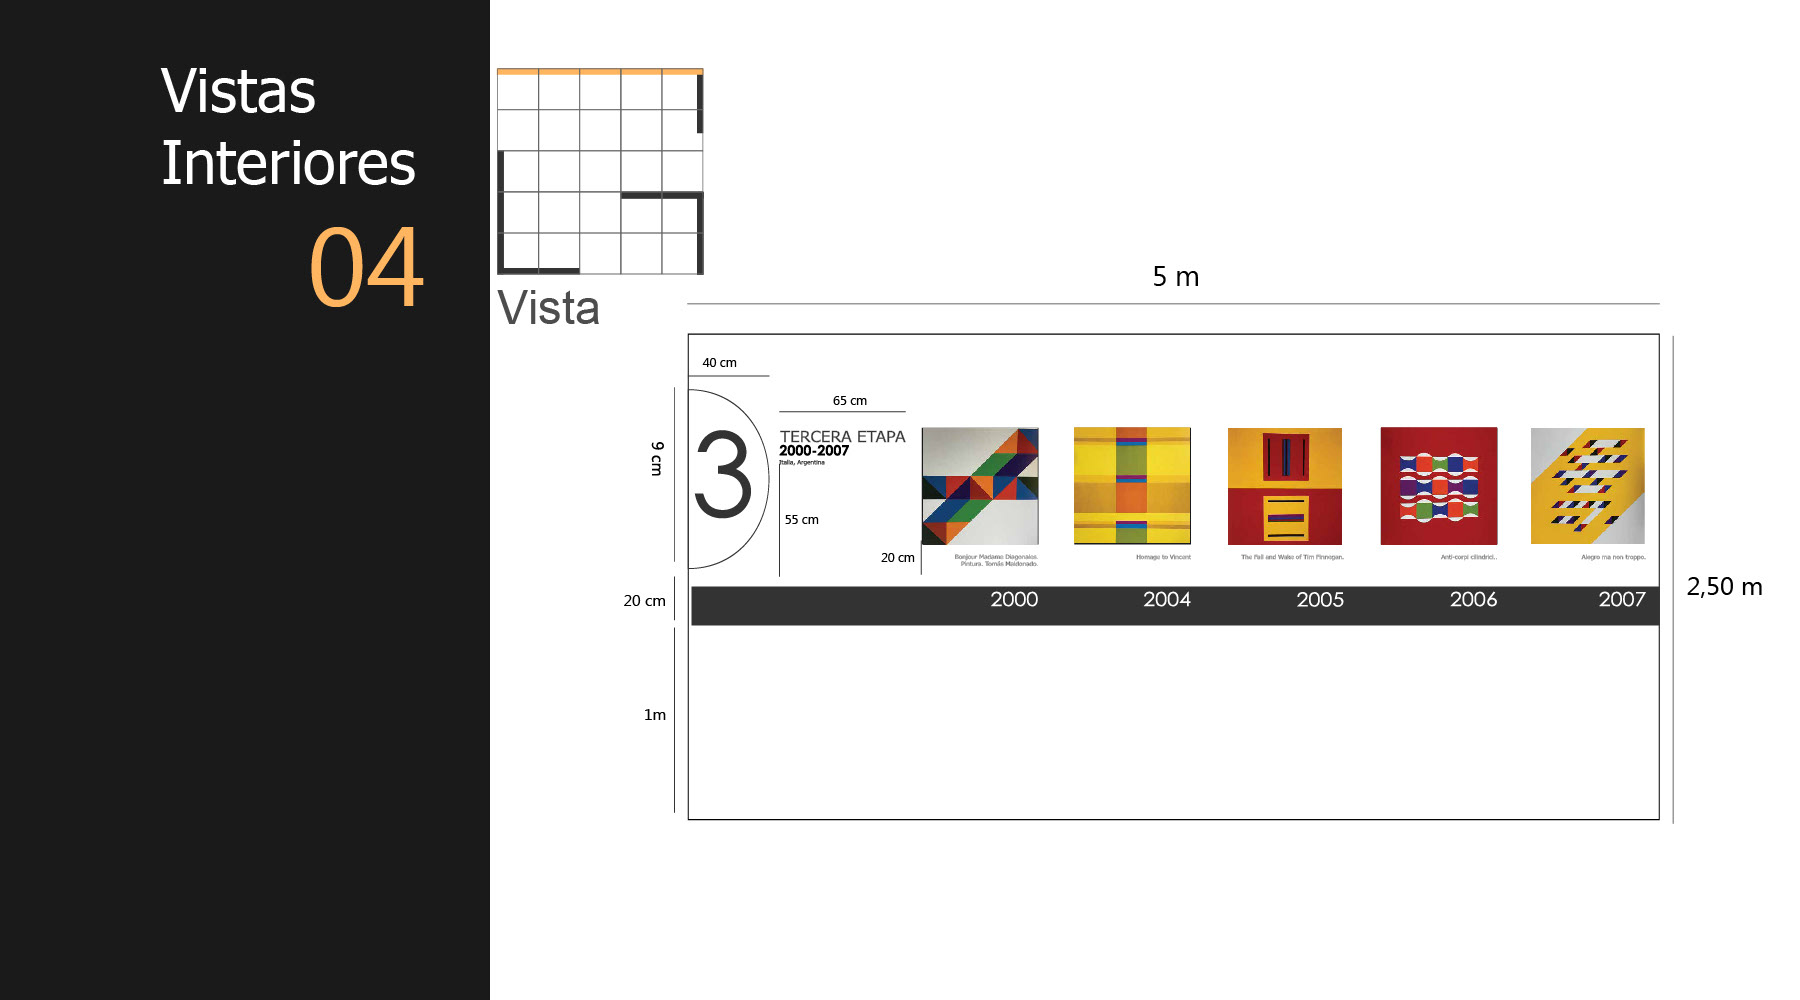 Vistas
Interiores
04
Vista
5 m
40 cm
65 cm
9 cm
3
TERCERA ETAPA
2000-2007
Italia, Argentina
55 cm
20 cm
Bonjour Madame Diagonales.
Pintura. Tomás Maldonado.
Homage to Vincent
The Fall and Wake of Tim Finnegan.
Anti-corpi cilindrici..
Alegro ma non troppo.
20 cm
2000
2004
2005
2006
2007
2,50 m
1m